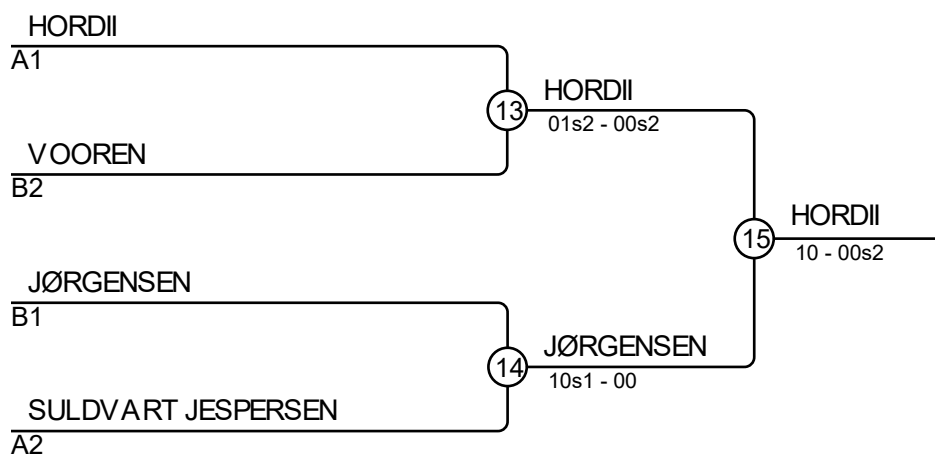 HORDII
A1
13
HORDII
01s2 - 00s2
VOOREN
B2
15
HORDII
10 - 00s2
JØRGENSEN
B1
14
JØRGENSEN
10s1 - 00
SULDVART JESPERSEN
A2